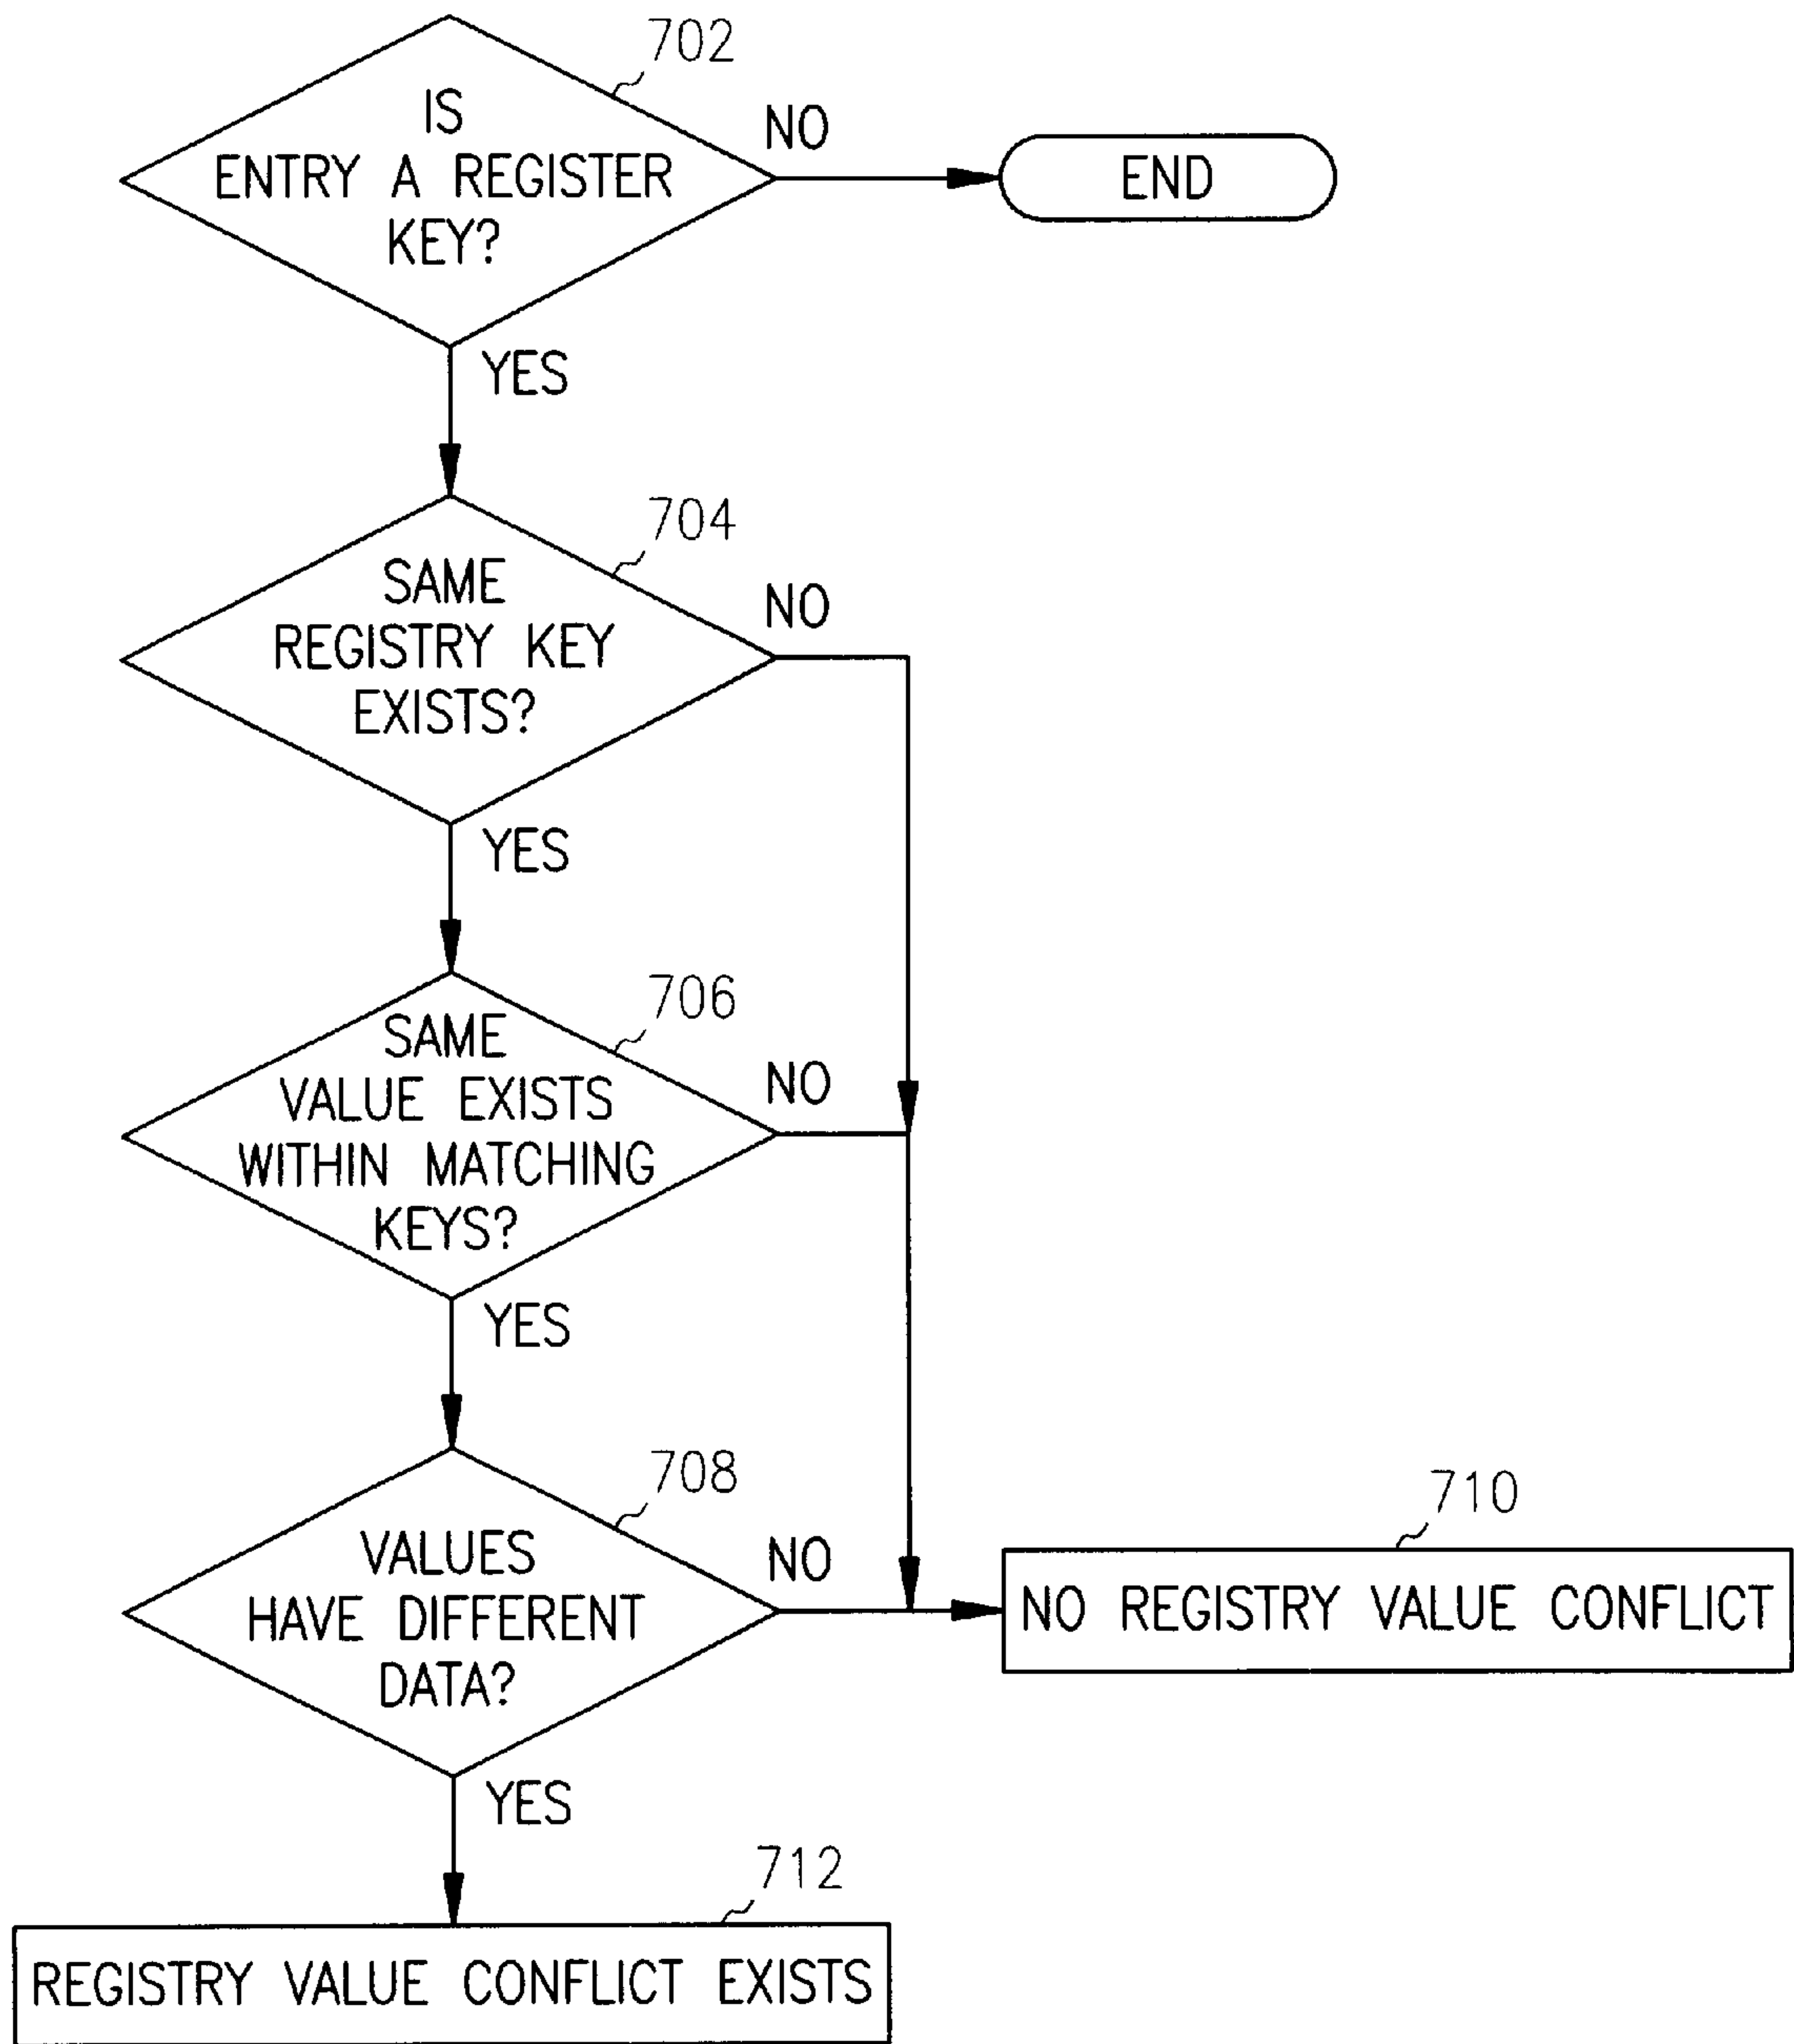 702
IS
ENTRY A REGISTER
KEY?
NO
END
YES
704
SAME
REGISTRY KEY
EXISTS?
NO
YES
706
SAME
VALUE EXISTS
WITHIN MATCHING
KEYS?
NO
YES
708
VALUES
HAVE DIFFERENT
DATA?
NO
710
NO REGISTRY VALUE CONFLICT
YES
712
REGISTRY VALUE CONFLICT EXISTS